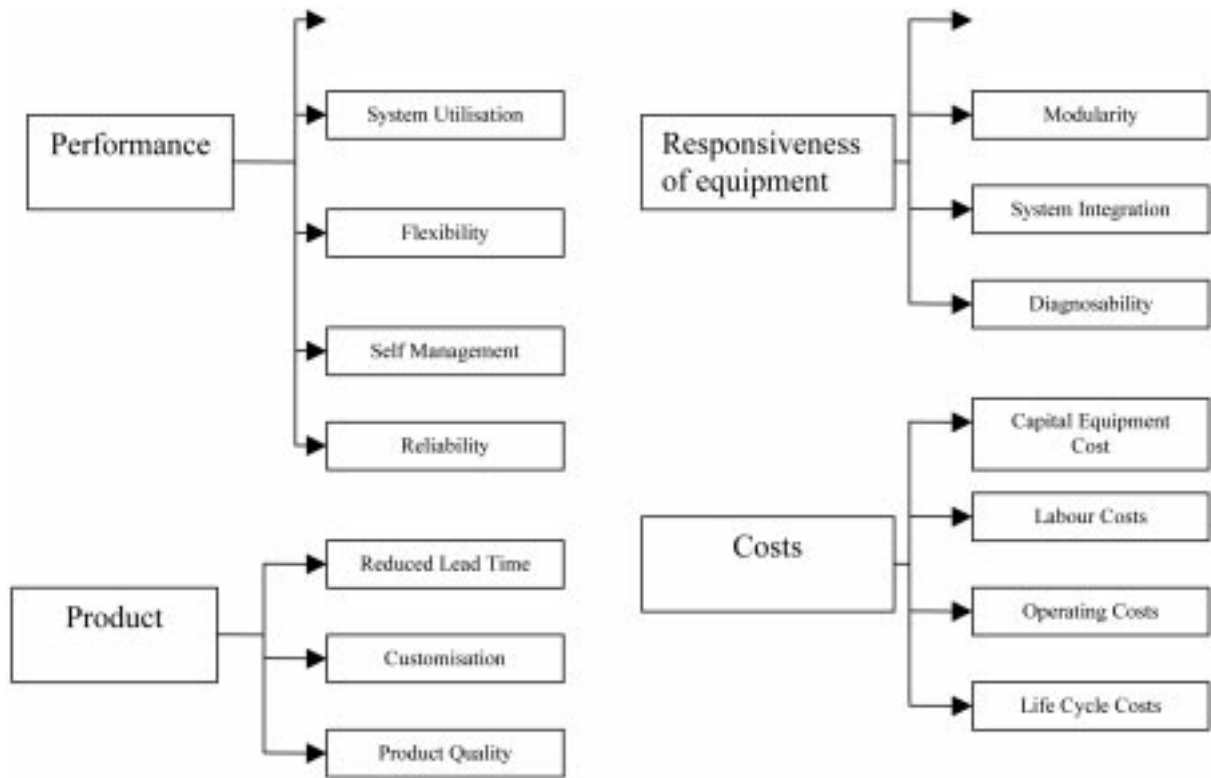 Performance
System Utilisation
Flexibility
Self Management
Reliability
Product
Reduced Lead Time
Customisation
Product Quality
Responsiveness
of equipment
Modularity
System Integration
Diagnosability
Costs
Capital Equipment
Cost
Labour Costs
Operating Costs
Life Cycle Costs